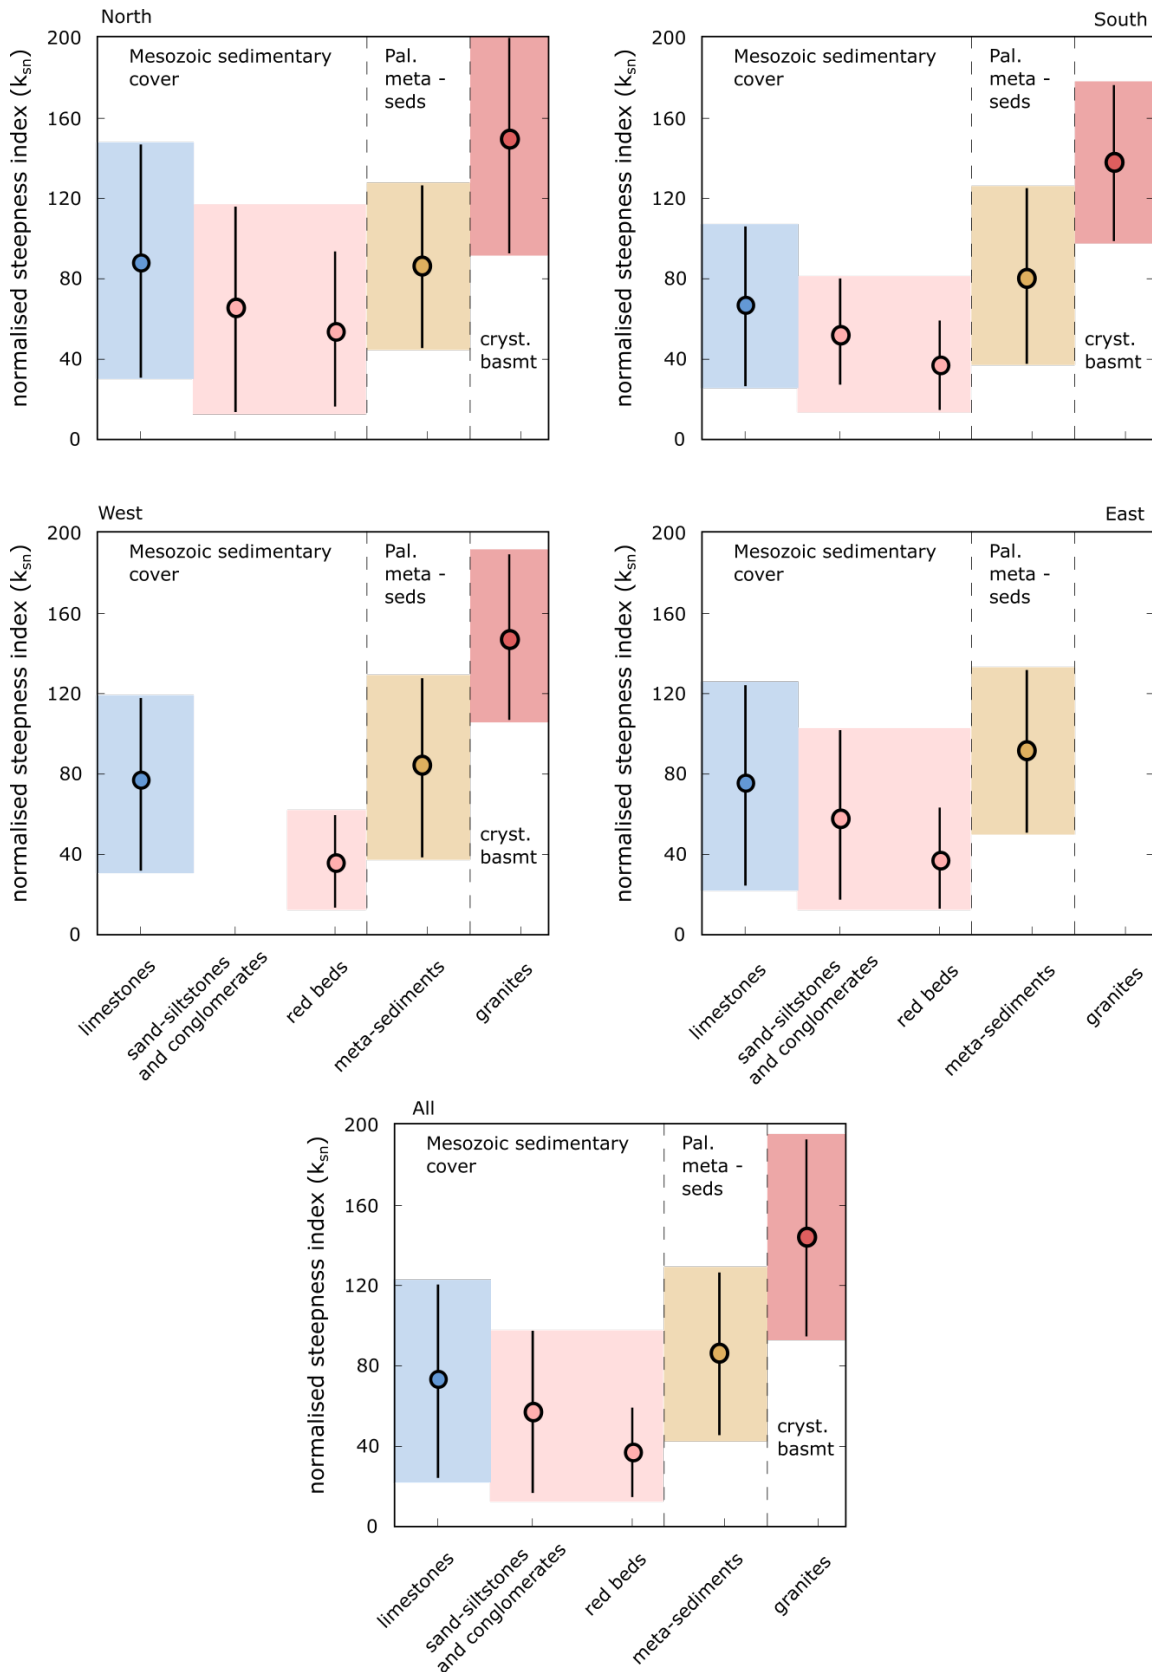 North
normalised steepness index (ksn)
200
160
120
80
40
0
Mesozoic sedimentary
cover
Pal.
meta -
seds
cryst.
basmt
South
normalised steepness index (ksn)
200
160
120
80
40
0
Mesozoic sedimentary
cover
Pal.
meta -
seds
cryst.
basmt
West
normalised steepness index (ksn)
200
160
120
80
40
0
Mesozoic sedimentary
cover
Pal.
meta -
seds
cryst.
basmt
limestones
sand-siltstones
and conglomerates
red beds
meta-sediments
granites
East
normalised steepness index (ksn)
200
160
120
80
40
0
Mesozoic sedimentary
cover
Pal.
meta -
seds
limestones
sand-siltstones
and conglomerates
red beds
meta-sediments
granites
All
normalised steepness index (ksn)
200
160
120
80
40
0
Mesozoic sedimentary
cover
Pal.
meta -
seds
cryst.
basmt
limestones
sand-siltstones
and conglomerates
red beds
meta-sediments
granites